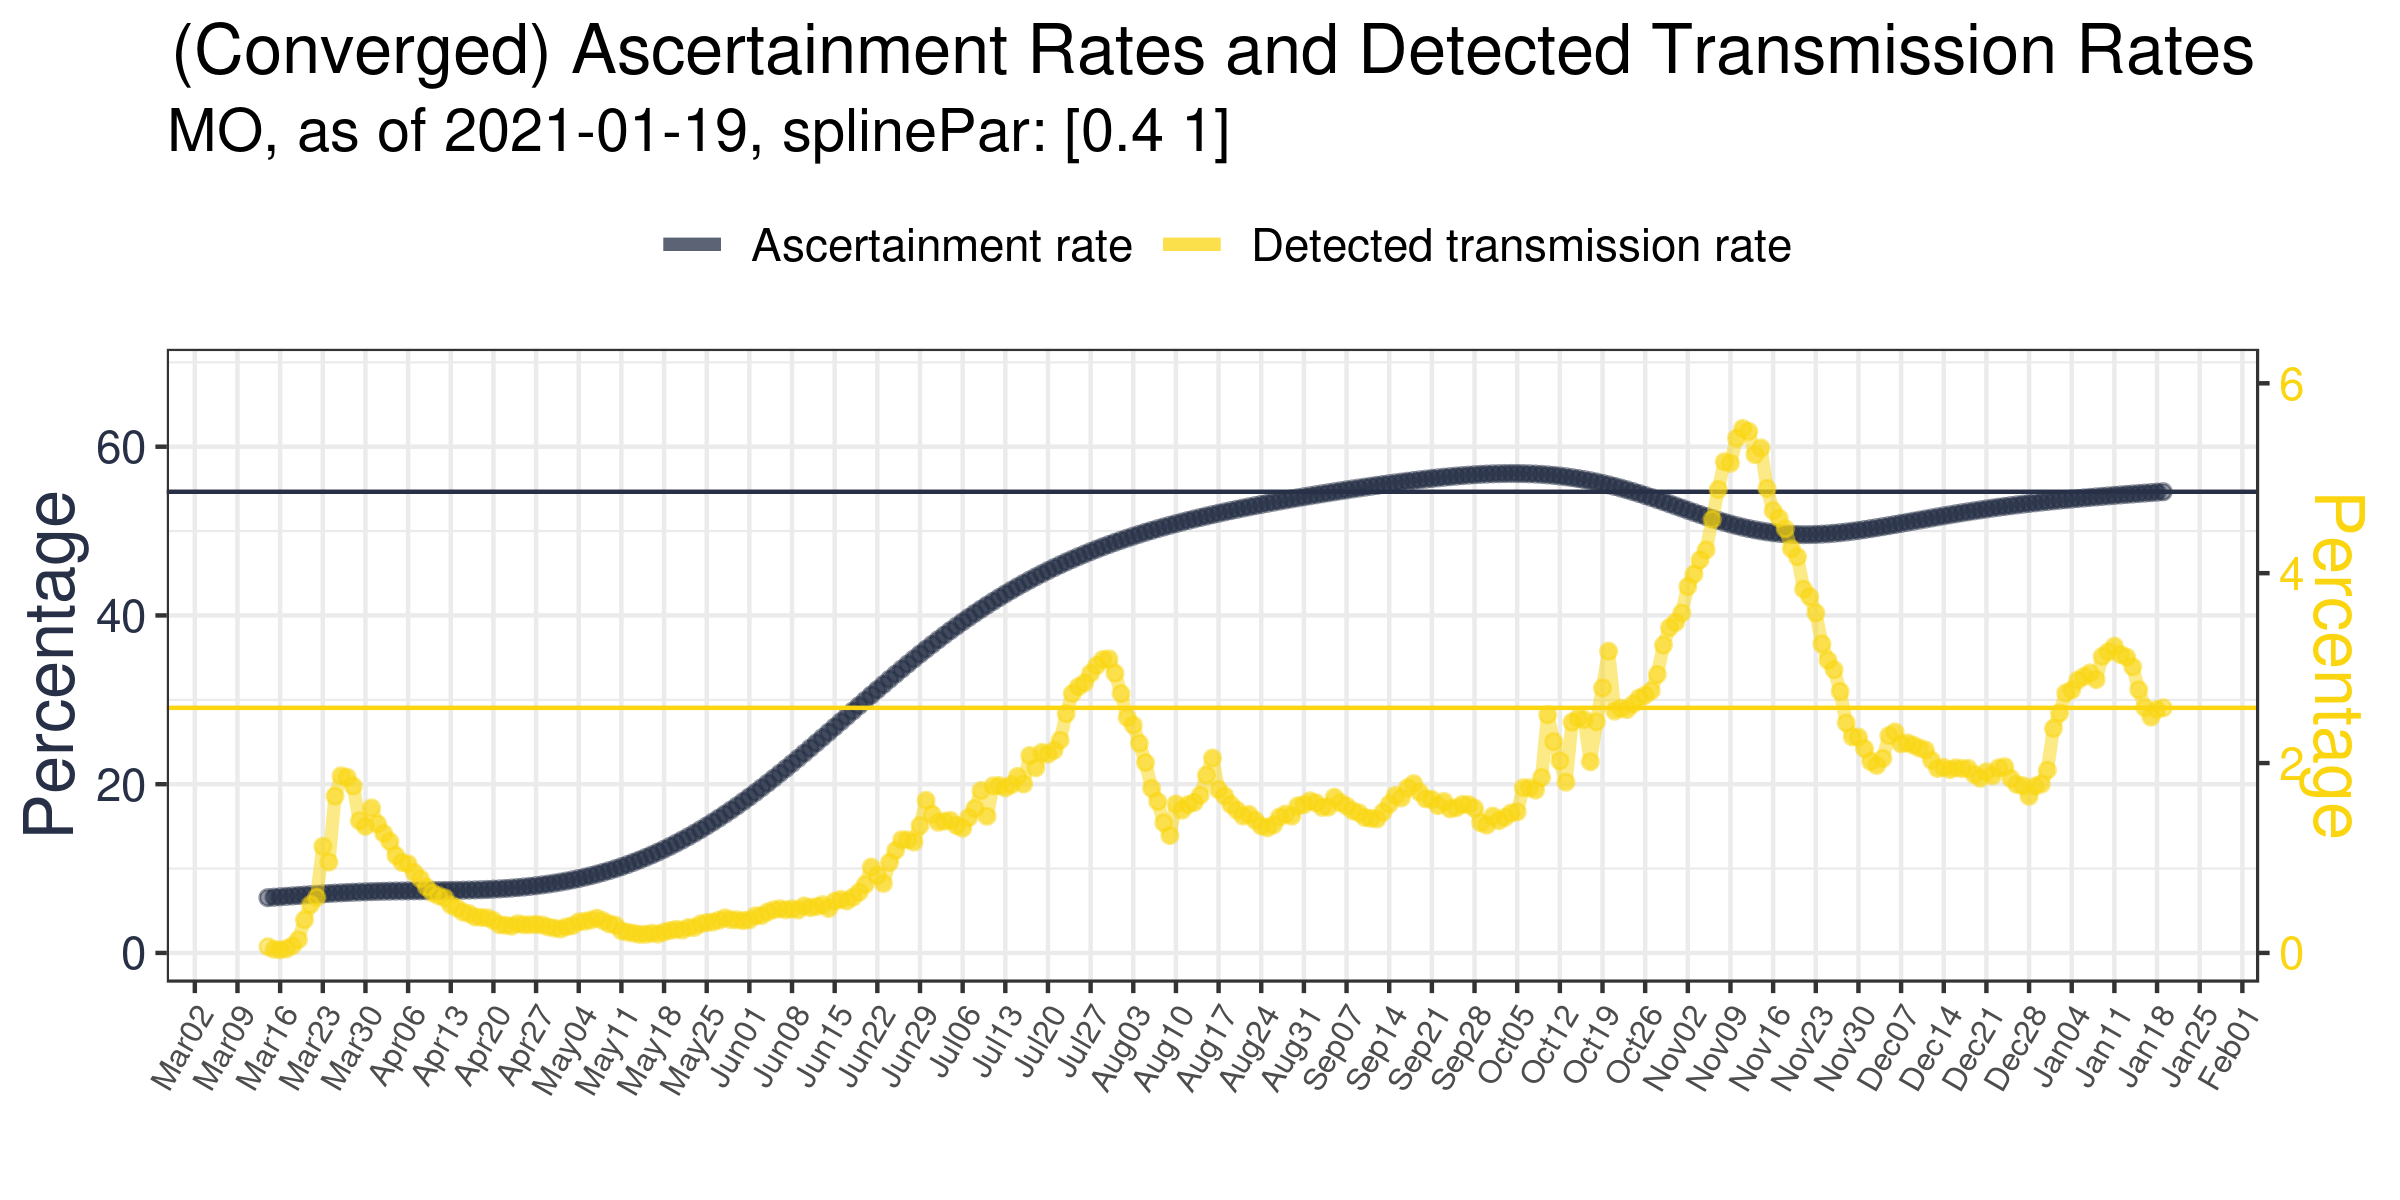 (Converged) Ascertainment Rates and Detected Transmission Rates
MO, as of 2021-01-19, splinePar: [0.4 1]
Ascertainment rate
Detected transmission rate
Percentage
60
40
20
0
6
4
2
0
Percentage
Mar02
Mar09
Mar16
Mar23
Mar30
Apr06
Apr13
Apr20
Apr27
May04
May11
May18
May25
Jun01
Jun08
Jun15
Jun22
Jun29
Jul06
Jul13
Jul20
Jul27
Aug03
Aug10
Aug17
Aug24
Aug31
Sep07
Sep14
Sep21
Sep28
Oct05
Oct12
Oct19
Oct26
Nov02
Nov09
Nov16
Nov23
Nov30
Dec07
Dec14
Dec21
Dec28
Jan04
Jan11
Jan18
Jan25
Feb01